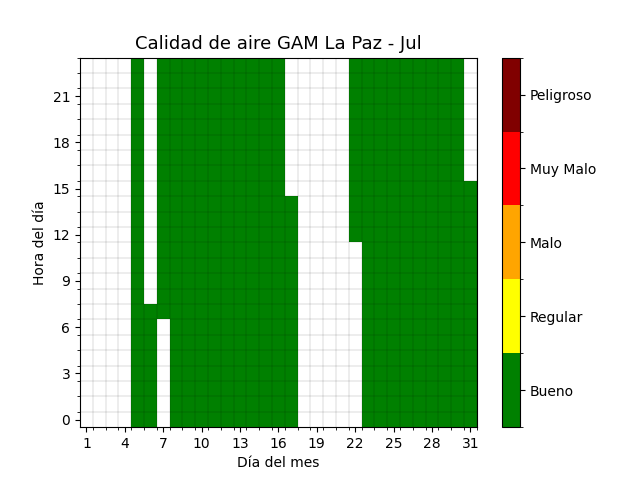 Calidad de aire GAM La Paz - Jul
Hora del día
21
18
15
12
9
6
3
0
1 4 7 10 13 16 19 22 25 28 31
Día del mes
Peligroso
Muy Malo
Malo
Regular
Bueno